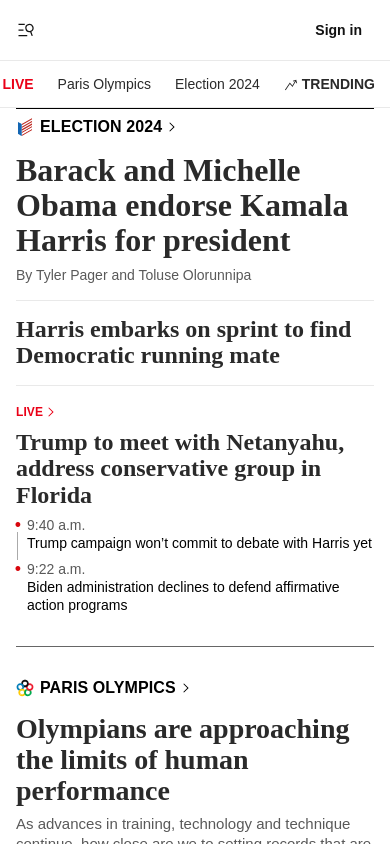 Sign in
LIVE
Paris Olympics
Election 2024
TRENDING
ELECTION 2024
Barack and Michelle
Obama endorse Kamala
Harris for president
By Tyler Pager and Toluse Olorunnipa
Harris embarks on sprint to find
Democratic running mate
LIVE
Trump to meet with Netanyahu,
address conservative group in
Florida
9:40 a.m.
Trump campaign won’t commit to debate with Harris yet
9:22 a.m.
Biden administration declines to defend affirmative
action programs
PARIS OLYMPICS
Olympians are approaching
the limits of human
performance
As advances in training, technology and technique
continue, how close are we to setting records that are